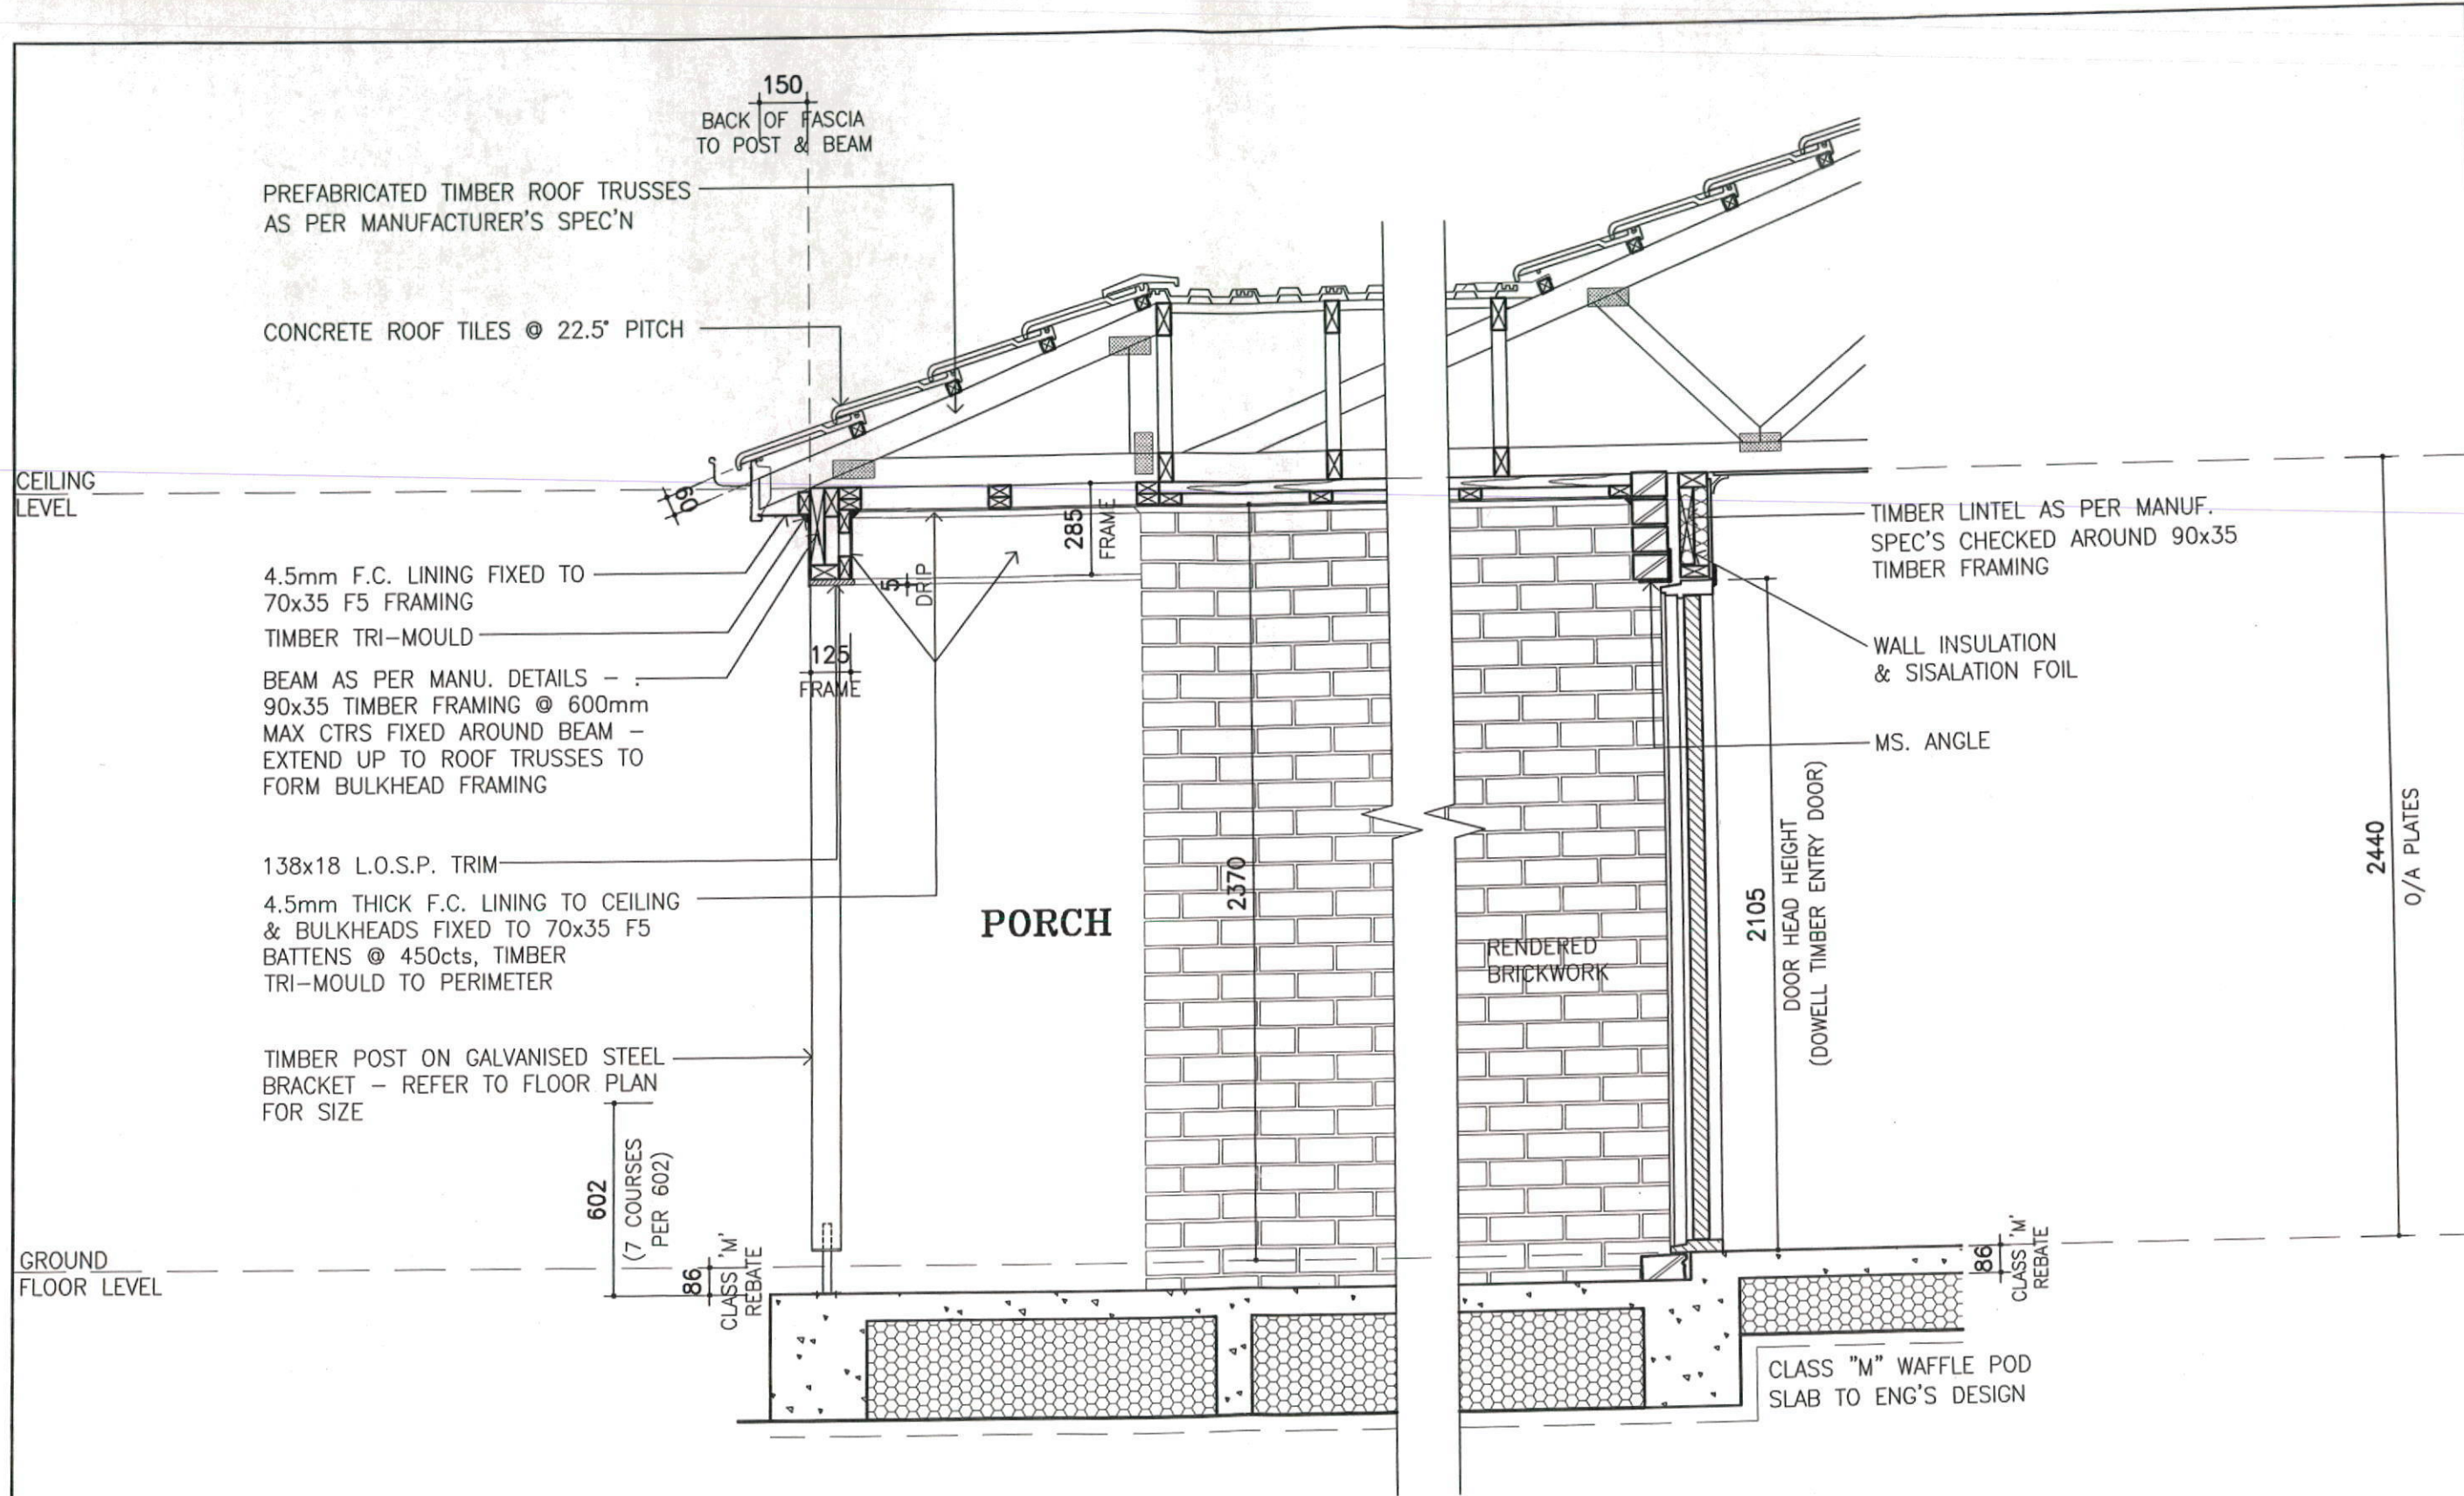 150
BACK OF FASCIA
TO POST & BEAM
PREFABRICATED TIMBER ROOF TRUSSES
AS PER MANUFACTURER'S SPEC'N
CONCRETE ROOF TILES @ 22.5° PITCH
CEILING
LEVEL
60
4.5mm F.C. LINING FIXED TO
70x35 F5 FRAMING
TIMBER TRI-MOULD
BEAM AS PER MANU. DETAILS -
90x35 TIMBER FRAMING @ 600mm
MAX CTRS FIXED AROUND BEAM -
EXTEND UP TO ROOF TRUSSES TO
FORM BULKHEAD FRAMING
138x18 L.O.S.P. TRIM
4.5mm THICK F.C. LINING TO CEILING
& BULKHEADS FIXED TO 70x35 F5
BATTENS @ 450cts, TIMBER
TRI-MOULD TO PERIMETER
TIMBER POST ON GALVANISED STEEL
BRACKET - REFER TO FLOOR PLAN
FOR SIZE
602
(7 COURSES
PER 602)
GROUND
FLOOR LEVEL
86
CLASS 'M'
REBATE
125
FRAME
5
DRIP
285
FRAME
PORCH
2370
RENDERED
BRICKWORK
TIMBER LINTEL AS PER MANUF.
SPEC'S CHECKED AROUND 90x35
TIMBER FRAMING
WALL INSULATION
& SISALATION FOIL
MS. ANGLE
2105
DOOR HEAD HEIGHT
(DOWELL TIMBER ENTRY DOOR)
2440
O/A PLATES
86
CLASS 'M'
REBATE
CLASS "M" WAFFLE POD
SLAB TO ENG'S DESIGN